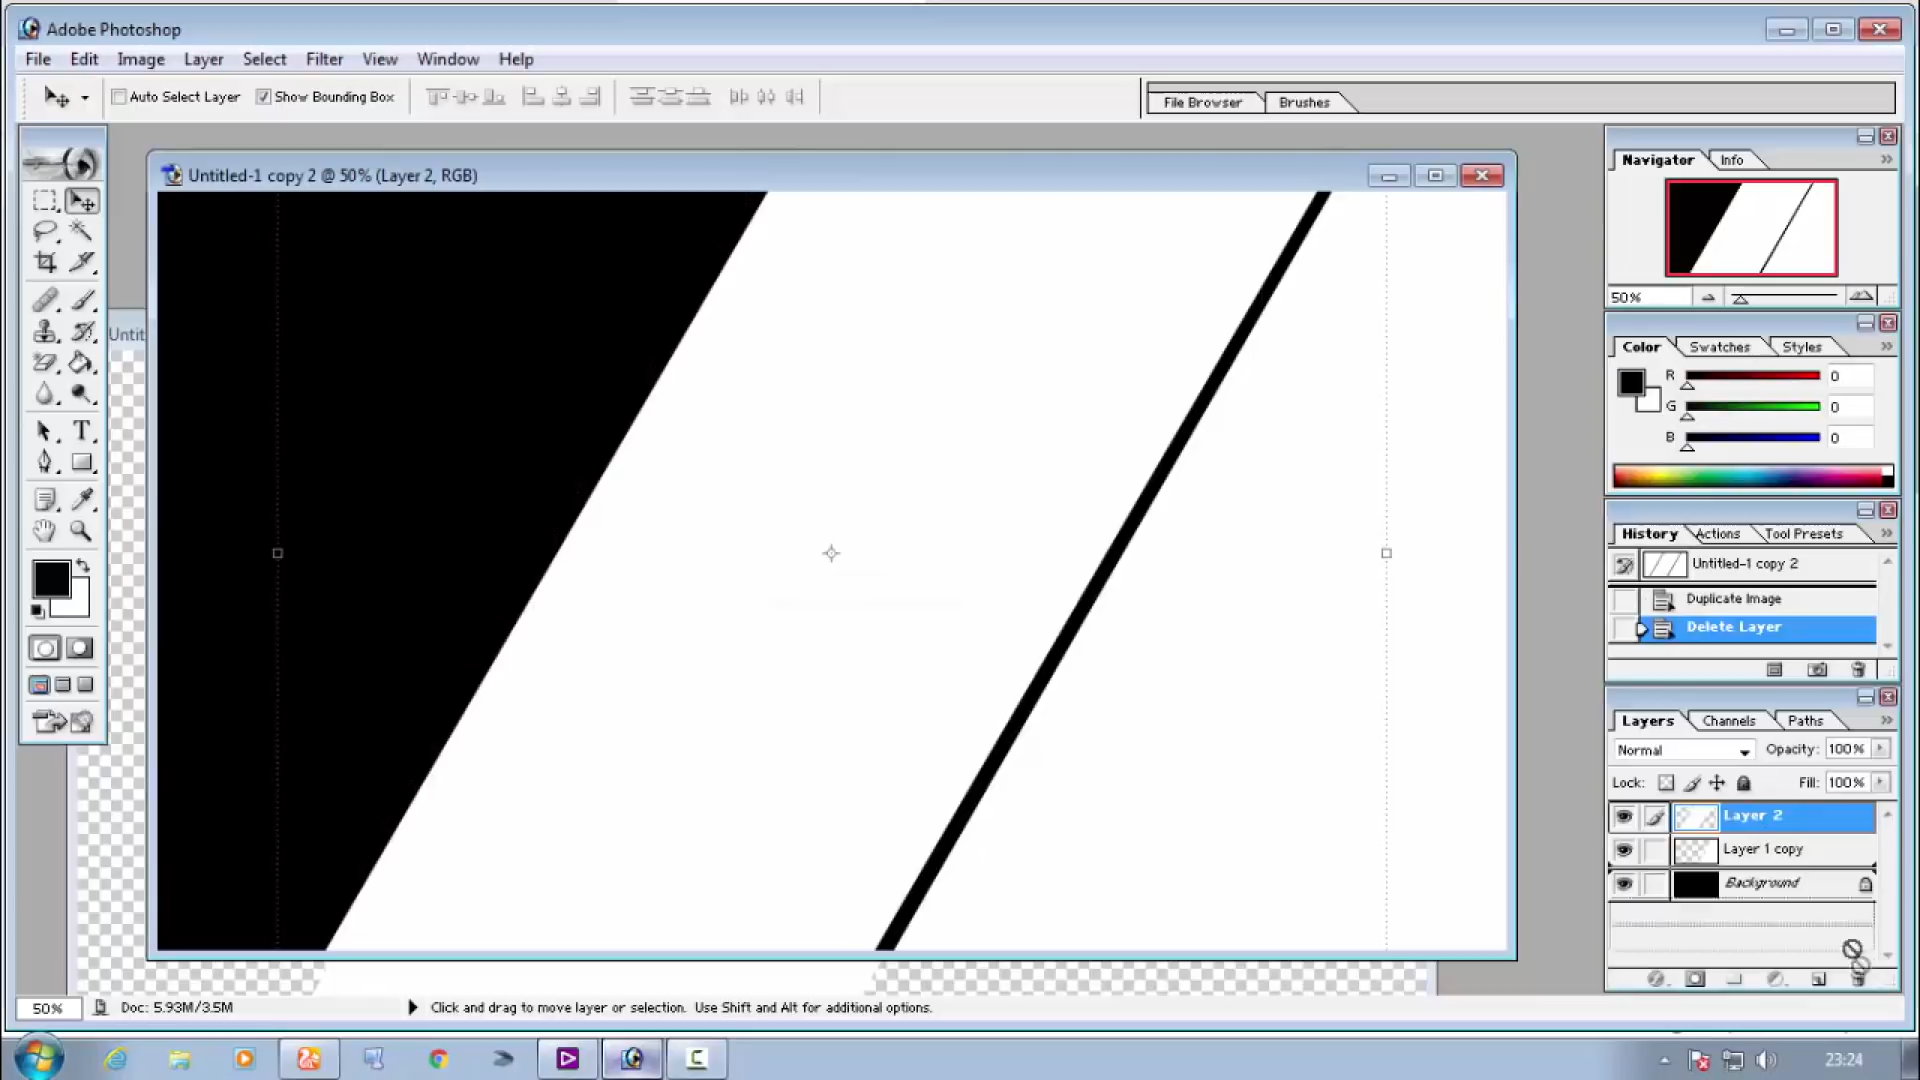 Adobe Photoshop
File Edit Image Layer Select Filter View Window Help
Auto Select Layer Show Bounding Box File Browser Brushes
Untitled-1 copy 2 @ 50% (Layer 2, RGB)
Untit
Navigator Info
50%
Color Swatches Styles
R 0
G 0
B 0
History Actions Tool Presets
Untitled-1 copy 2
Duplicate Image
Delete Layer
Layers Channels Paths
Normal Opacity: 100%
Lock: Fill: 100%
Layer 2
Layer 1 copy
Background
50% Doc: 5.93M/3.5M Click and drag to move layer or selection. Use Shift and Alt for additional options.
23:24